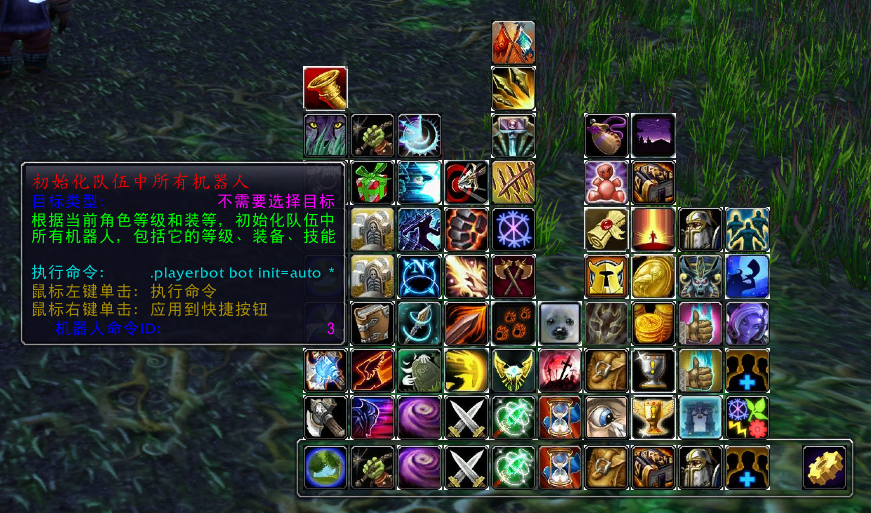 初始化队伍中所有机器人
目标类型: 不需要选择目标
根据当前角色等级和装等，初始化队伍中
所有机器人，包括它的等级、装备、技能
执行命令: .playerbot bot init=auto *
鼠标左键单击: 执行命令
鼠标右键单击: 应用到快捷按钮
机器人命令ID: 3